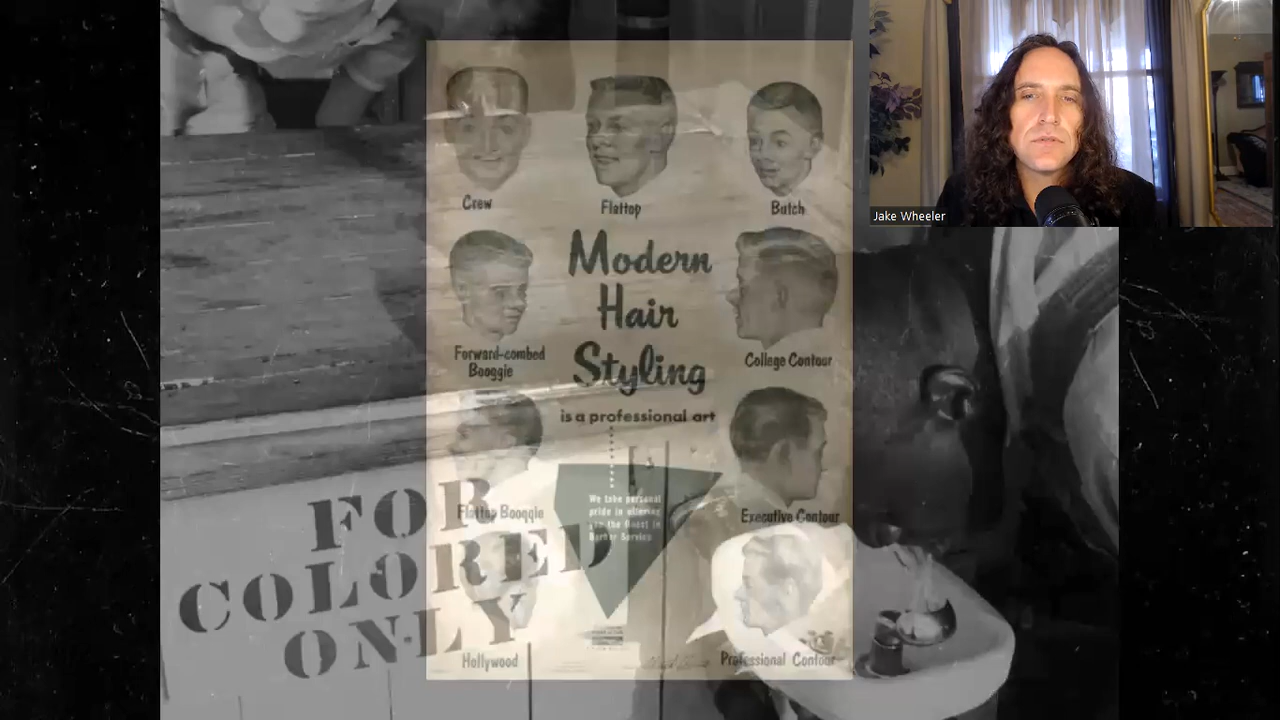 Jake Wheeler
Crew
Flattop
Butch
Modern
Hair
Styling
is a professional art
Forward-combed
Booggie
College Contour
We take personal
pride in
to the finest in
Barber Service
Flattop Booggie
Executive Contour
Hollywood
Professional Contour
FOR
COLORED
ONLY